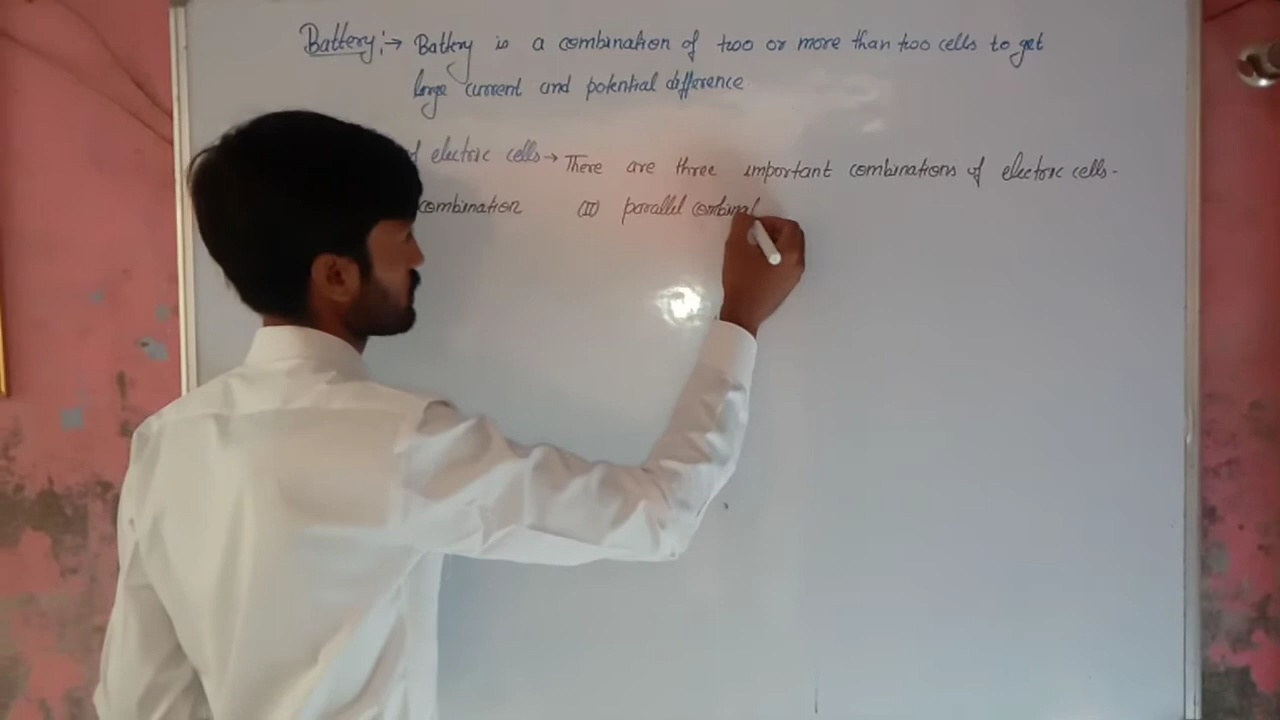 Battery:→ Battery is a combination of two or more than two cells to get
large current and potential difference
of electric cells→ There are three important combinations of electric cells.
combination (II) parallel combinat